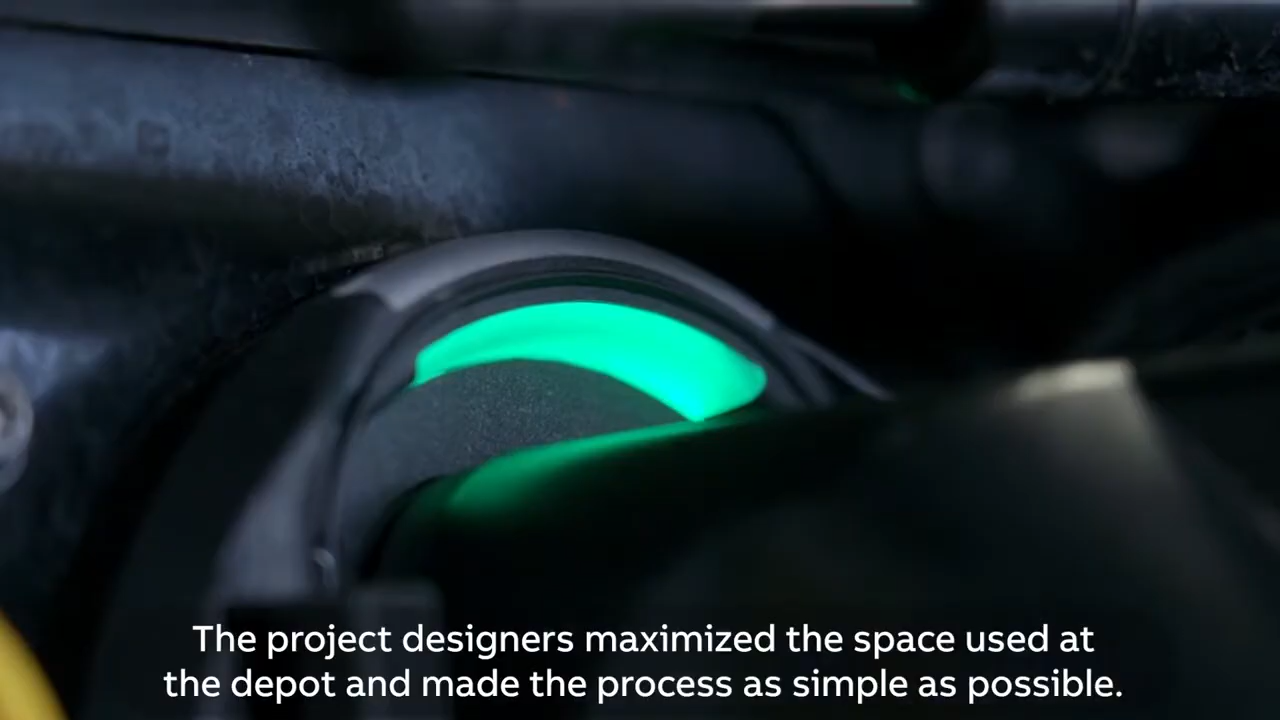 The project designers maximized the space used at
the depot and made the process as simple as possible.